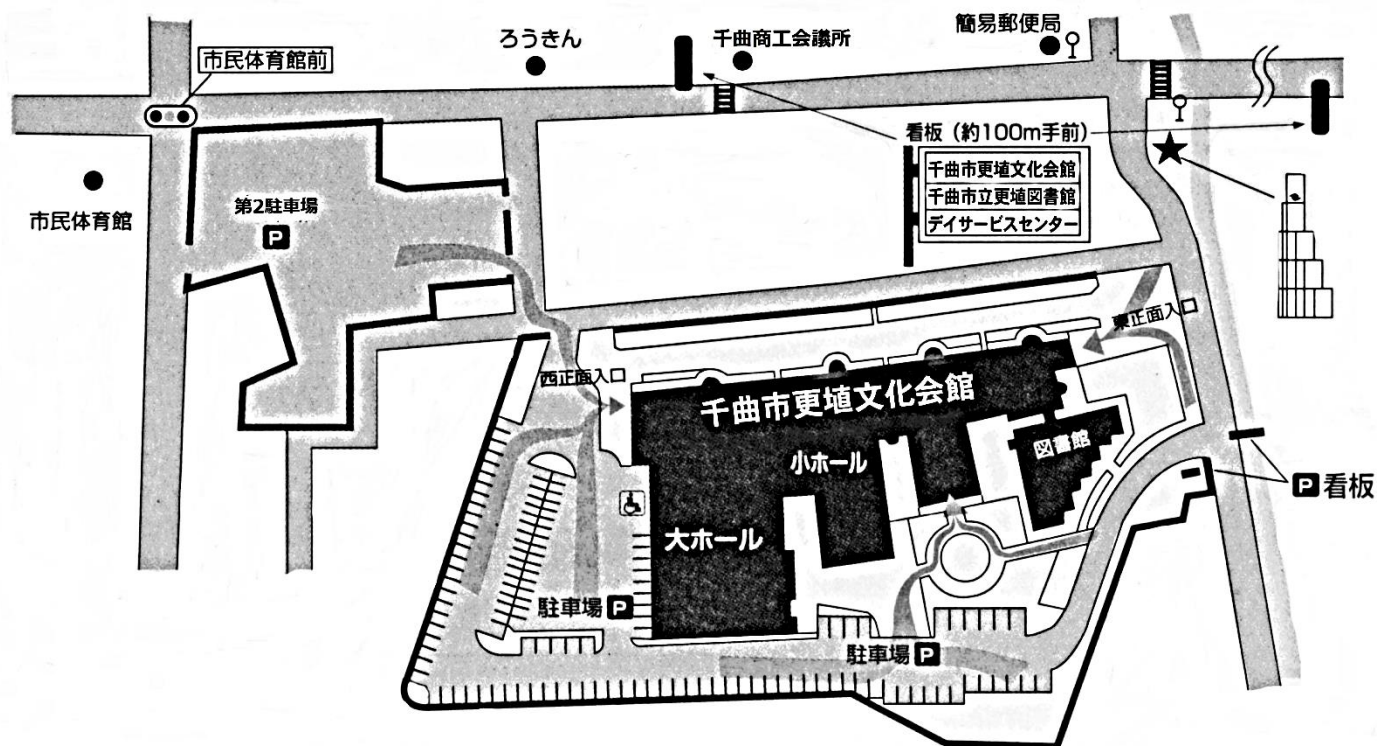 市民体育館前
ろうきん
千曲商工会議所
簡易郵便局
看板（約100m手前）
千曲市更埴文化会館
千曲市立更埴図書館
デイサービスセンター
市民体育館
第2駐車場
P
西正面入口
東正面入口
千曲市更埴文化会館
小ホール
図書館
大ホール
P 看板
駐車場 P
駐車場 P